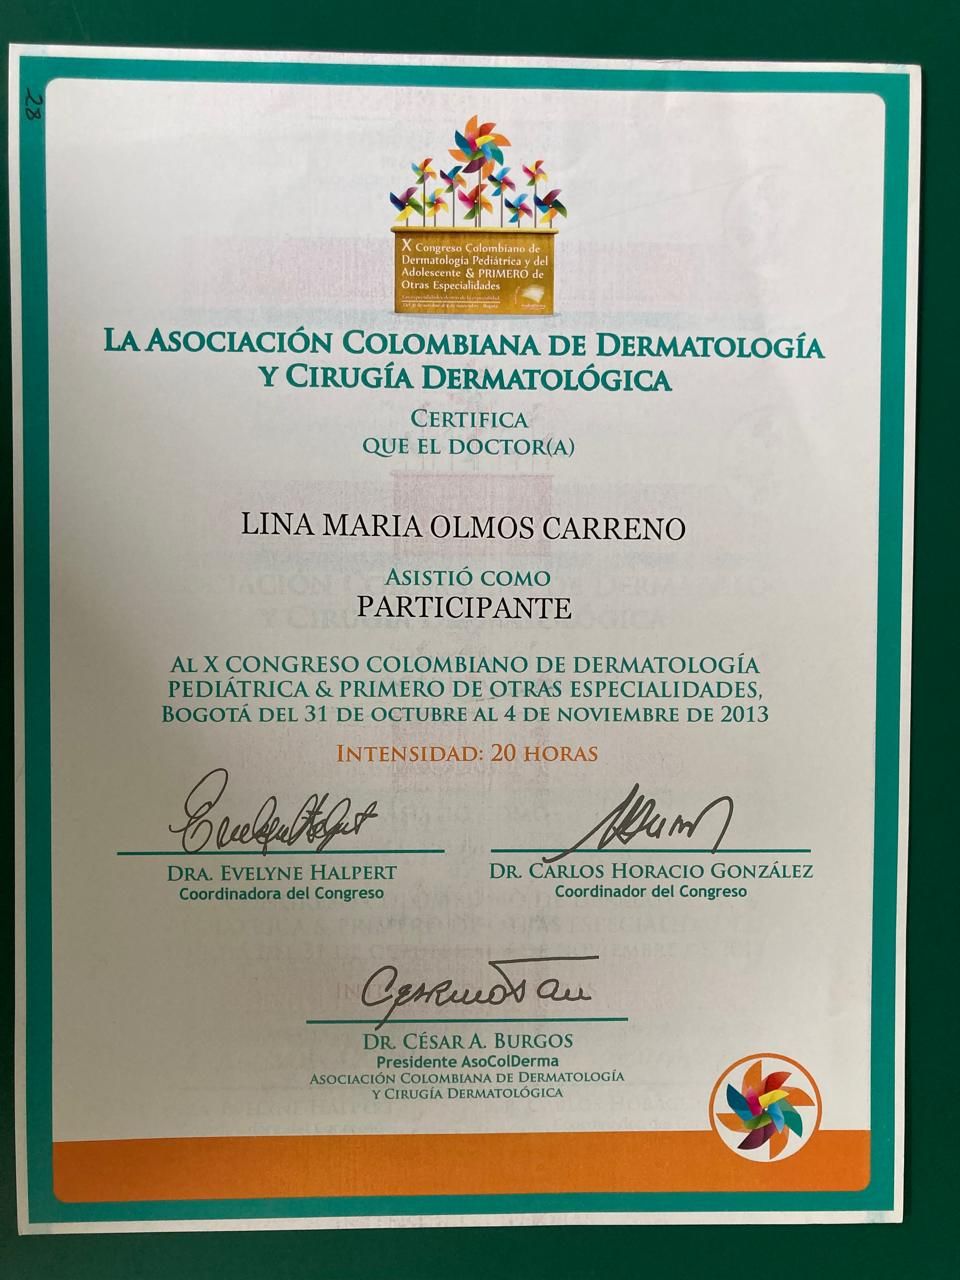 28
X Congreso Colombiano de
Dermatología Pediátrica y del
Adolescente & PRIMERO de
Otras Especialidades
LA ASOCIACIÓN COLOMBIANA DE DERMATOLOGÍA
Y CIRUGÍA DERMATOLÓGICA
CERTIFICA
QUE EL DOCTOR(A)
LINA MARIA OLMOS CARRENO
ASISTIÓ COMO
PARTICIPANTE
AL X CONGRESO COLOMBIANO DE DERMATOLOGÍA
PEDIÁTRICA & PRIMERO DE OTRAS ESPECIALIDADES,
BOGOTÁ DEL 31 DE OCTUBRE AL 4 DE NOVIEMBRE DE 2013
INTENSIDAD: 20 HORAS
DRA. EVELYNE HALPERT
Coordinadora del Congreso
DR. CARLOS HORACIO GONZÁLEZ
Coordinador del Congreso
DR. CÉSAR A. BURGOS
Presidente AsoColDerma
ASOCIACIÓN COLOMBIANA DE DERMATOLOGÍA
Y CIRUGÍA DERMATOLÓGICA